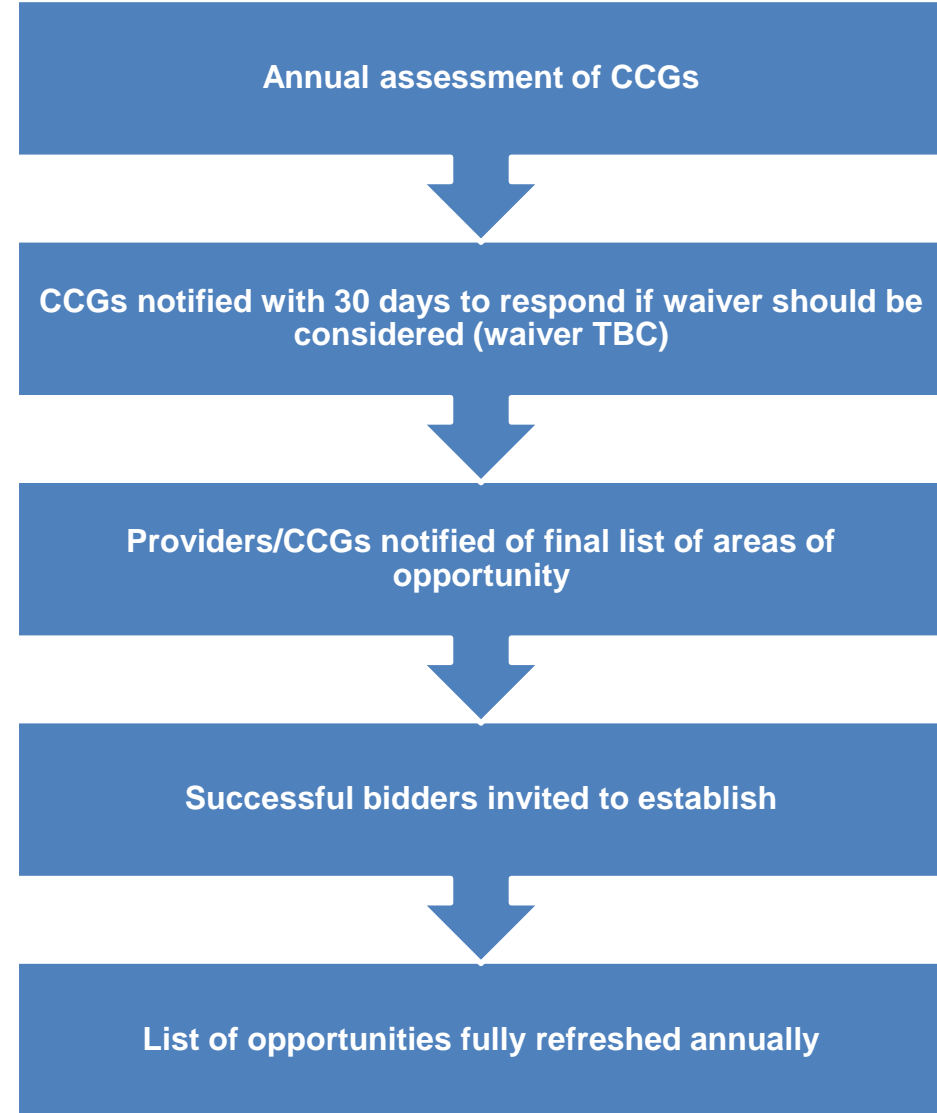 Annual assessment of CCGs
CCGs notified with 30 days to respond if waiver should be
considered (waiver TBC)
Providers/CCGs notified of final list of areas of
opportunity
Successful bidders invited to establish
List of opportunities fully refreshed annually